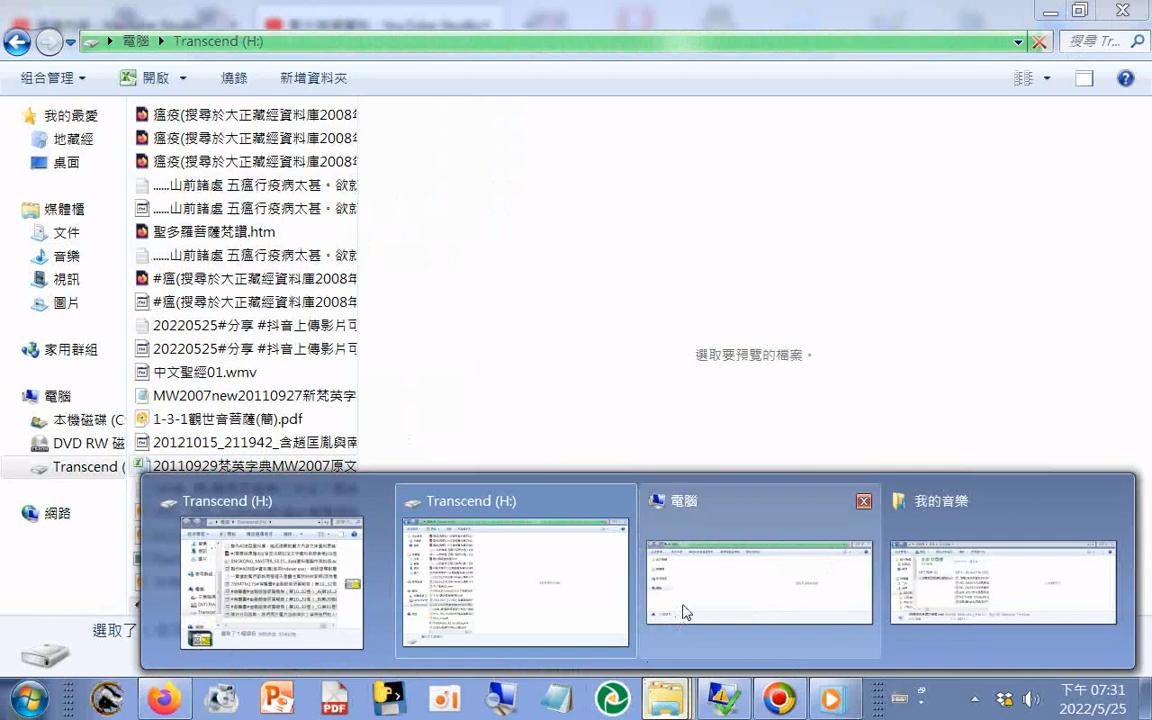 電腦 ▸ Transcend (H:)
搜尋 Tr...
組合管理
開啟
燒錄
新增資料夾
我的最愛
地藏經
桌面
媒體櫃
文件
音樂
視訊
圖片
家用群組
電腦
本機磁碟 (C
DVD RW 磁
Transcend (
網路
瘟疫(搜尋於大正藏經資料庫2008年
瘟疫(搜尋於大正藏經資料庫2008年
瘟疫(搜尋於大正藏經資料庫2008年
......山前諸處 五瘟行疫病太甚。欲就
......山前諸處 五瘟行疫病太甚。欲就
聖多羅菩薩梵讚.htm
......山前諸處 五瘟行疫病太甚。欲就
#瘟(搜尋於大正藏經資料庫2008年
#瘟(搜尋於大正藏經資料庫2008年
20220525#分享 #抖音上傳影片可
20220525#分享 #抖音上傳影片可
中文聖經01.wmv
MW2007new20110927新梵英字
1-3-1觀世音菩薩(簡).pdf
20121015_211942_含趙匡胤與南
20110929梵英字典MW2007原文
選取要預覽的檔案。
選取了
Transcend (H:)
Transcend (H:)
電腦
我的音樂
PDF
下午 07:31
2022/5/25